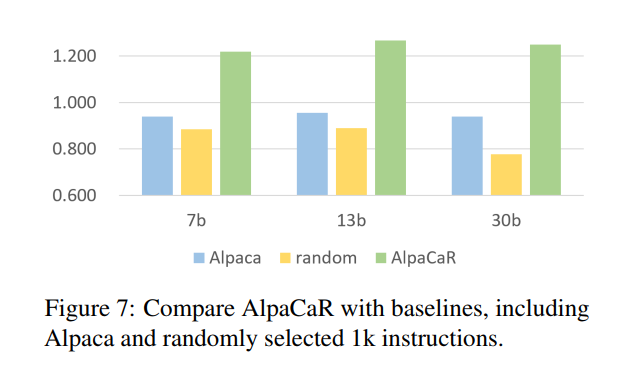 1.200
1.000
0.800
0.600
7b 13b 30b
Alpaca random AlpaCaR
Figure 7: Compare AlpaCaR with baselines, including
Alpaca and randomly selected 1k instructions.